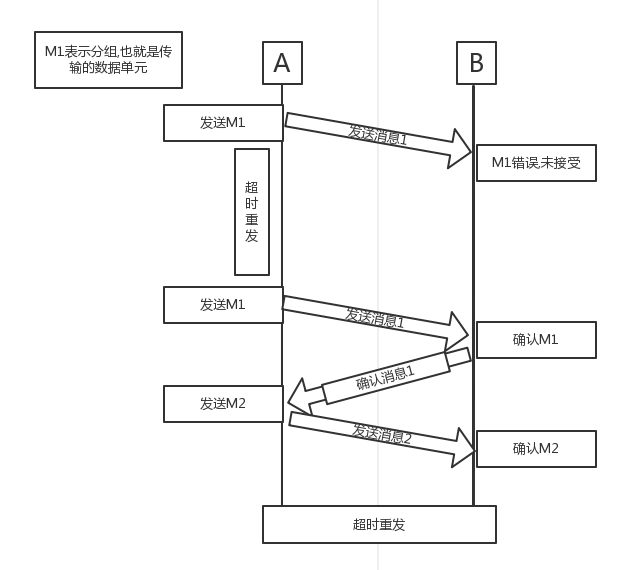 M1表示分组,也就是传
输的数据单元
A
B
发送M1
发送消息1
M1错误,未接受
超
时
重
发
发送M1
发送消息1
确认M1
确认消息1
发送M2
发送消息2
确认M2
超时重发